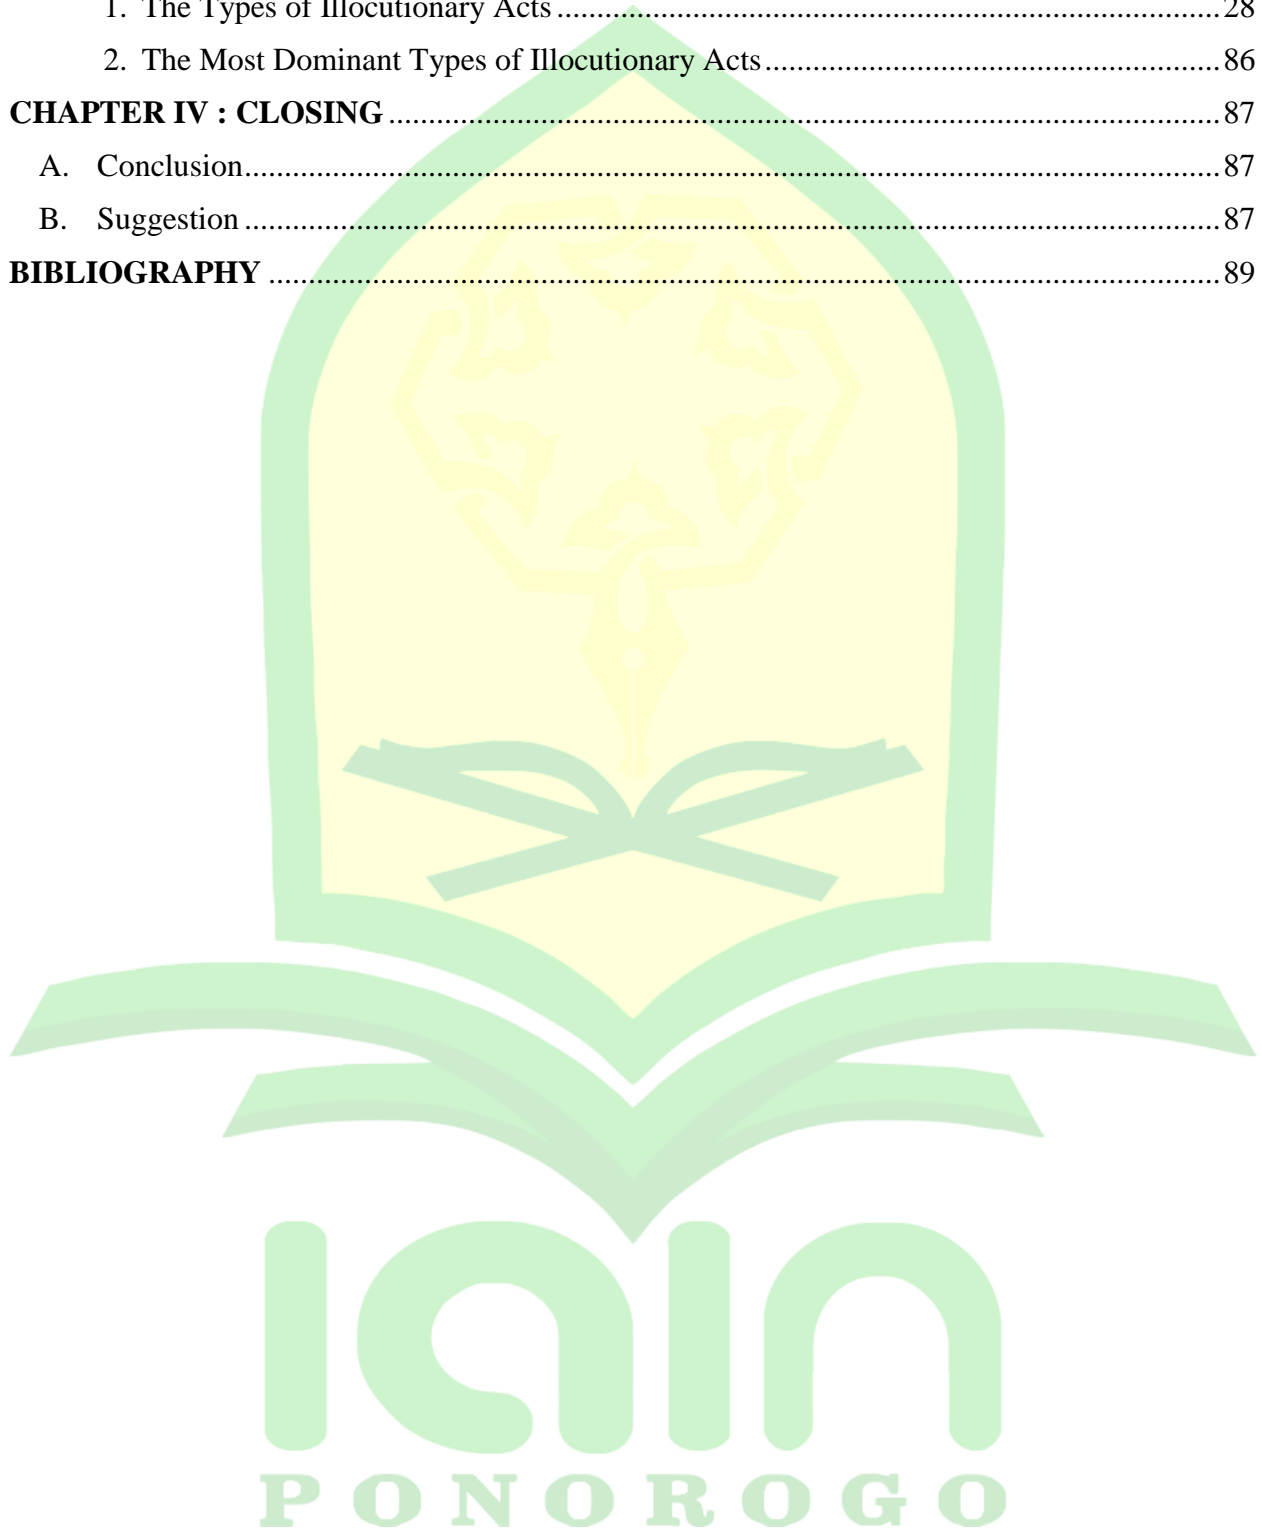 1. The Types of Illocutionary Acts ........................................................................................28
2. The Most Dominant Types of Illocutionary Acts............................................................86
CHAPTER IV : CLOSING ..........................................................................................................87
A. Conclusion............................................................................................................................87
B. Suggestion ............................................................................................................................87
BIBLIOGRAPHY .........................................................................................................................89
iain
PONOROGO